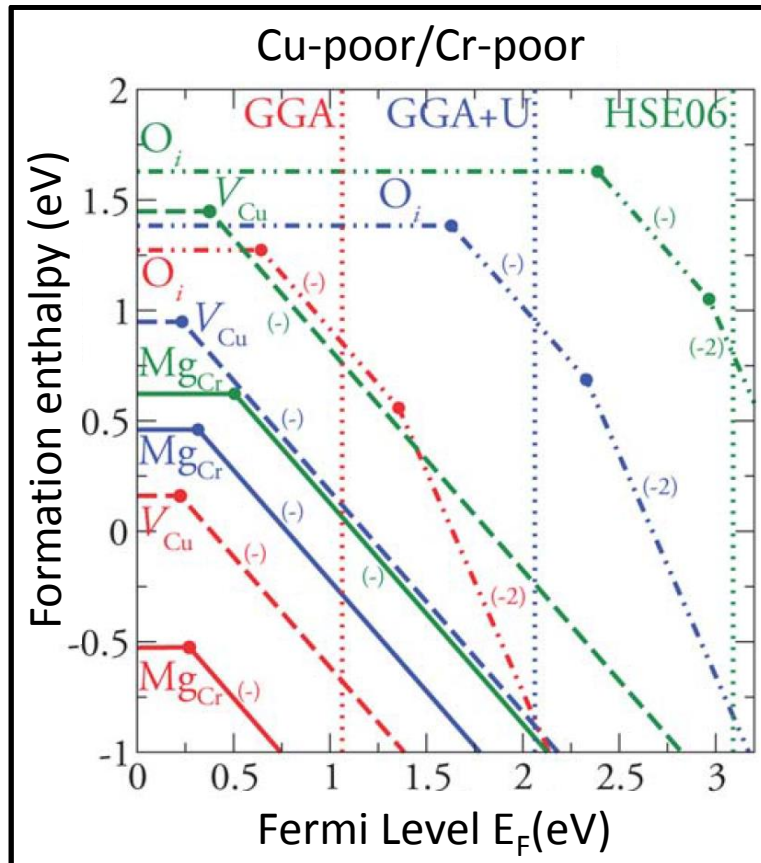 Cu-poor/Cr-poor
GGA GGA+U HSE06
O_i
V_Cu
O_i
O_i
V_Cu
Mg_Cr
Mg_Cr
V_Cu
Mg_Cr
(-)
(-)
(-)
(-)
(-2)
(-)
(-)
(-)
(-2)
(-2)
(-)
(-)
2
1.5
1
0.5
0
-0.5
-1
0 0.5 1 1.5 2 2.5 3
Formation enthalpy (eV)
Fermi Level E_F(eV)